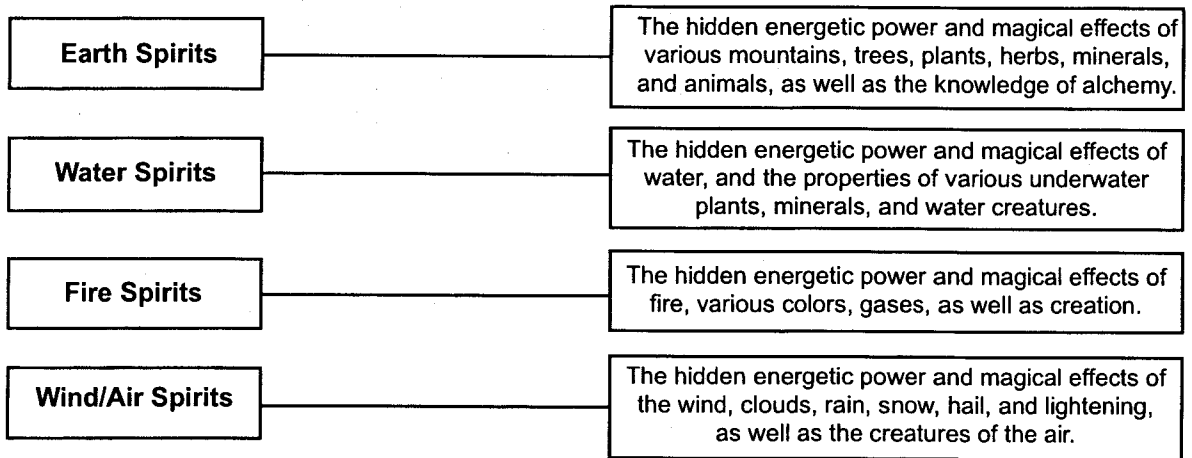 Earth Spirits
The hidden energetic power and magical effects of
various mountains, trees, plants, herbs, minerals,
and animals, as well as the knowledge of alchemy.
Water Spirits
The hidden energetic power and magical effects of
water, and the properties of various underwater
plants, minerals, and water creatures.
Fire Spirits
The hidden energetic power and magical effects of
fire, various colors, gases, as well as creation.
Wind/Air Spirits
The hidden energetic power and magical effects of
the wind, clouds, rain, snow, hail, and lightening,
as well as the creatures of the air.